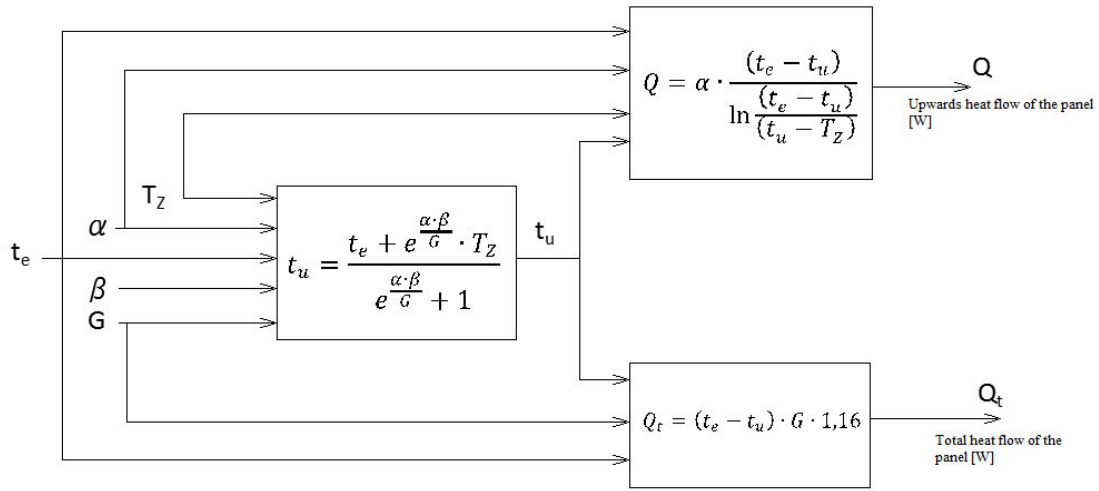 Q = α · (t_e − t_u) / ln (t_e − t_u) / (t_u − T_Z)
Q
Upwards heat flow of the panel
[W]
T_Z
α
t_e
β
G
t_u = (t_e + e^(α·β/G) · T_Z) / (e^(α·β/G) + 1)
t_u
Q_t = (t_e − t_u) · G · 1,16
Q_t
Total heat flow of the
panel [W]